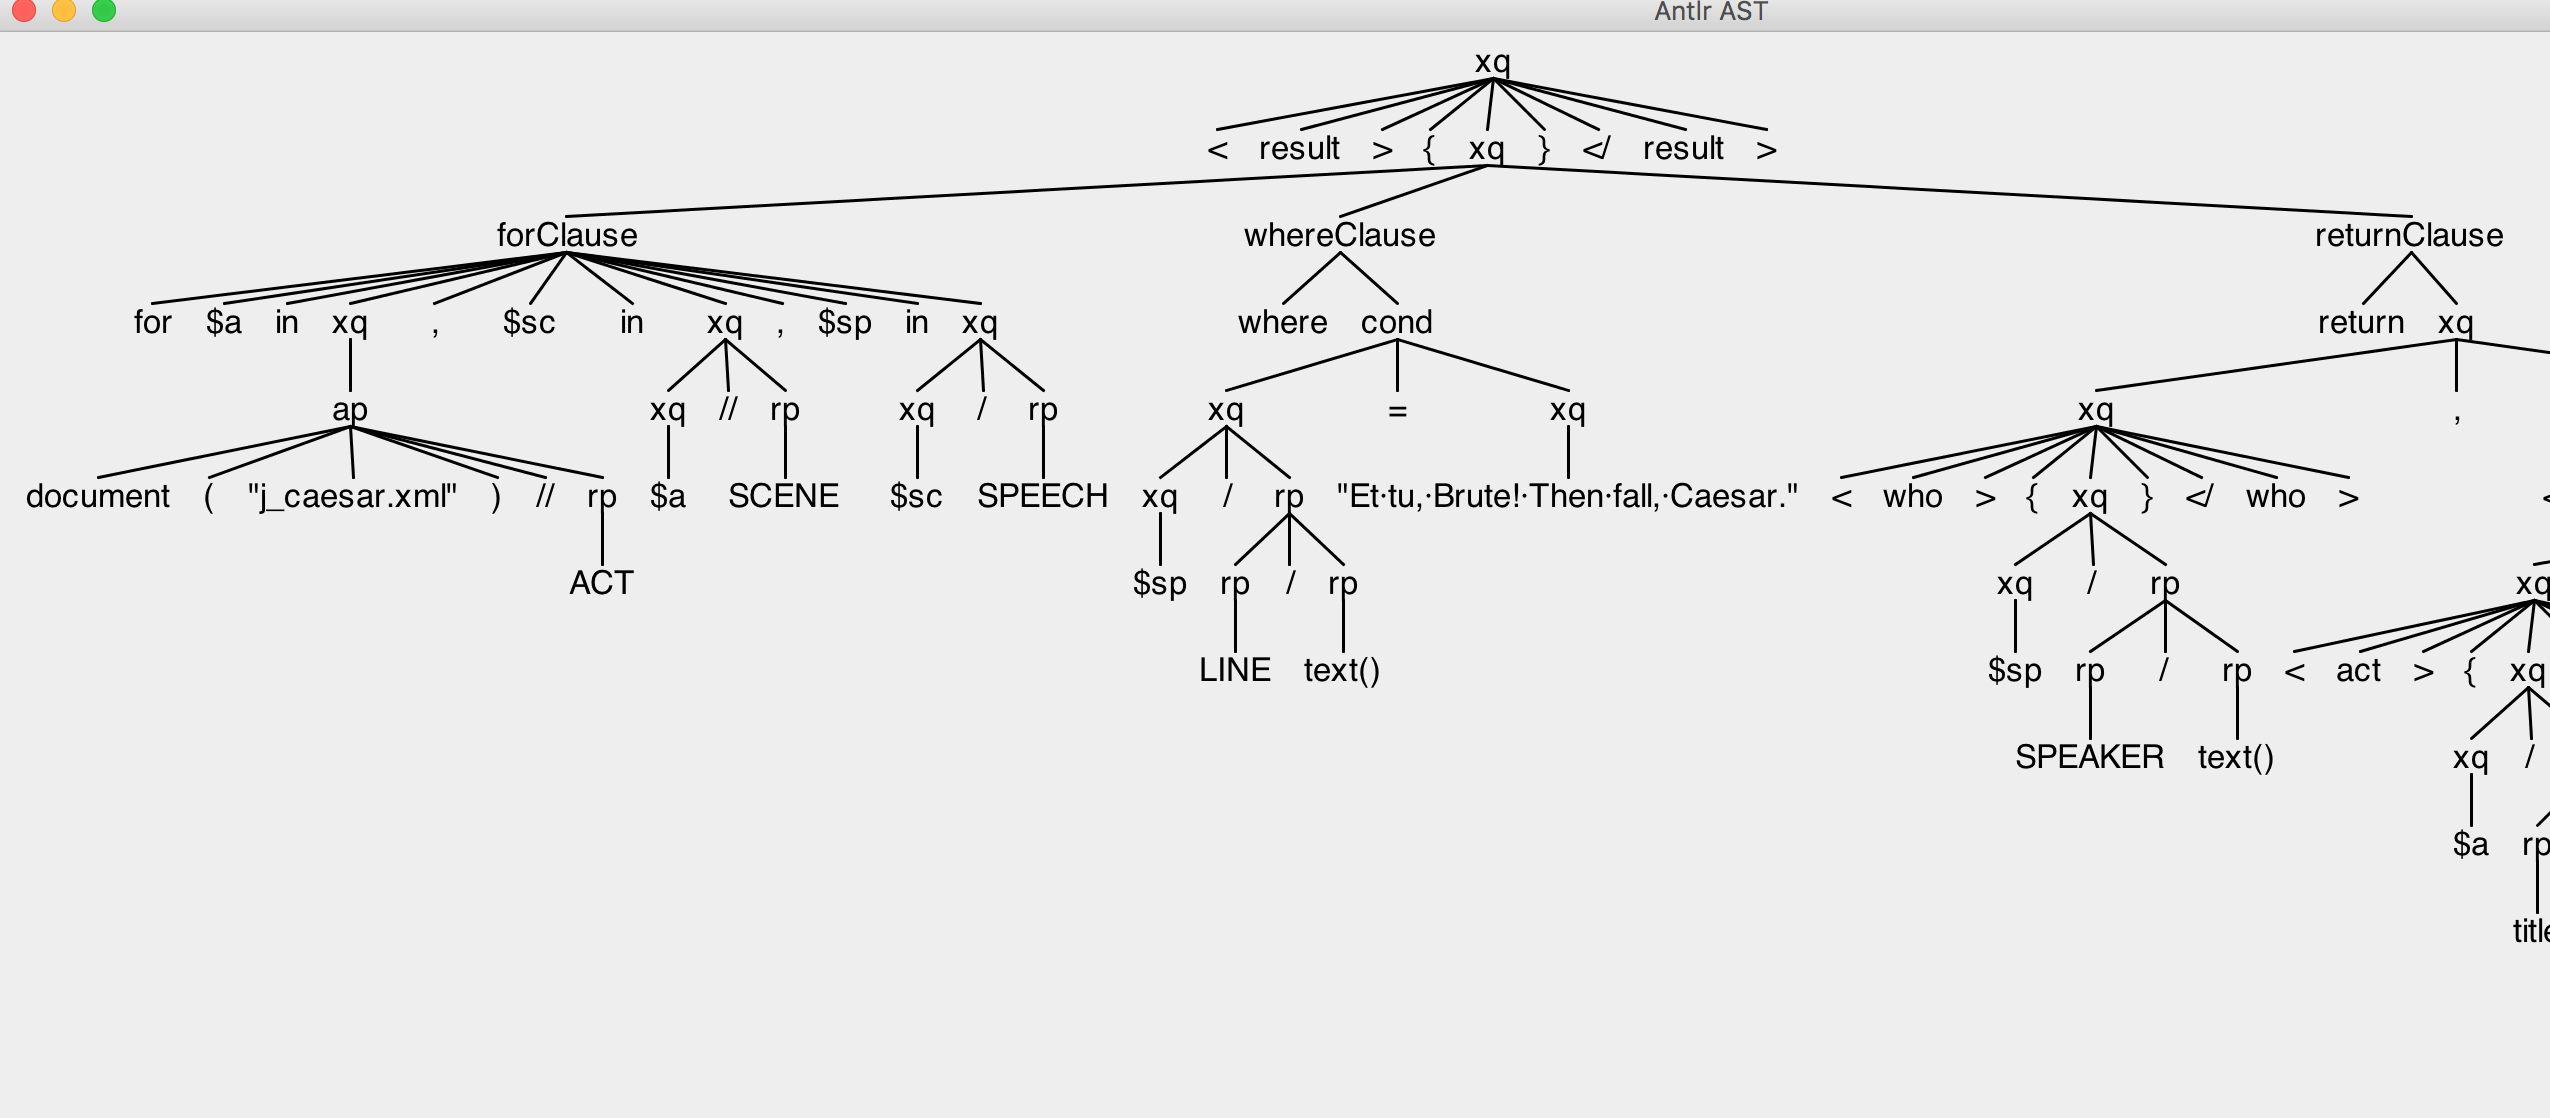 Antlr AST
xq
< result > { xq } </ result >
forClause whereClause returnClause
for $a in xq , $sc in xq , $sp in xq where cond return xq
ap xq // rp xq / rp xq = xq xq ,
document ( "j_caesar.xml" ) // rp $a SCENE $sc SPEECH xq / rp "Et·tu,·Brute!·Then·fall,·Caesar." < who > { xq } </ who > <
ACT $sp rp / rp xq / rp xq
LINE text() $sp rp / rp < act > { xq
SPEAKER text() xq /
$a rp
title